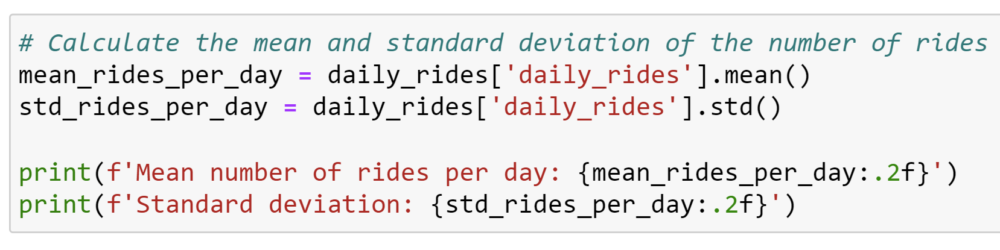 # Calculate the mean and standard deviation of the number of rides
mean_rides_per_day = daily_rides['daily_rides'].mean()
std_rides_per_day = daily_rides['daily_rides'].std()
print(f'Mean number of rides per day: {mean_rides_per_day:.2f}')
print(f'Standard deviation: {std_rides_per_day:.2f}')